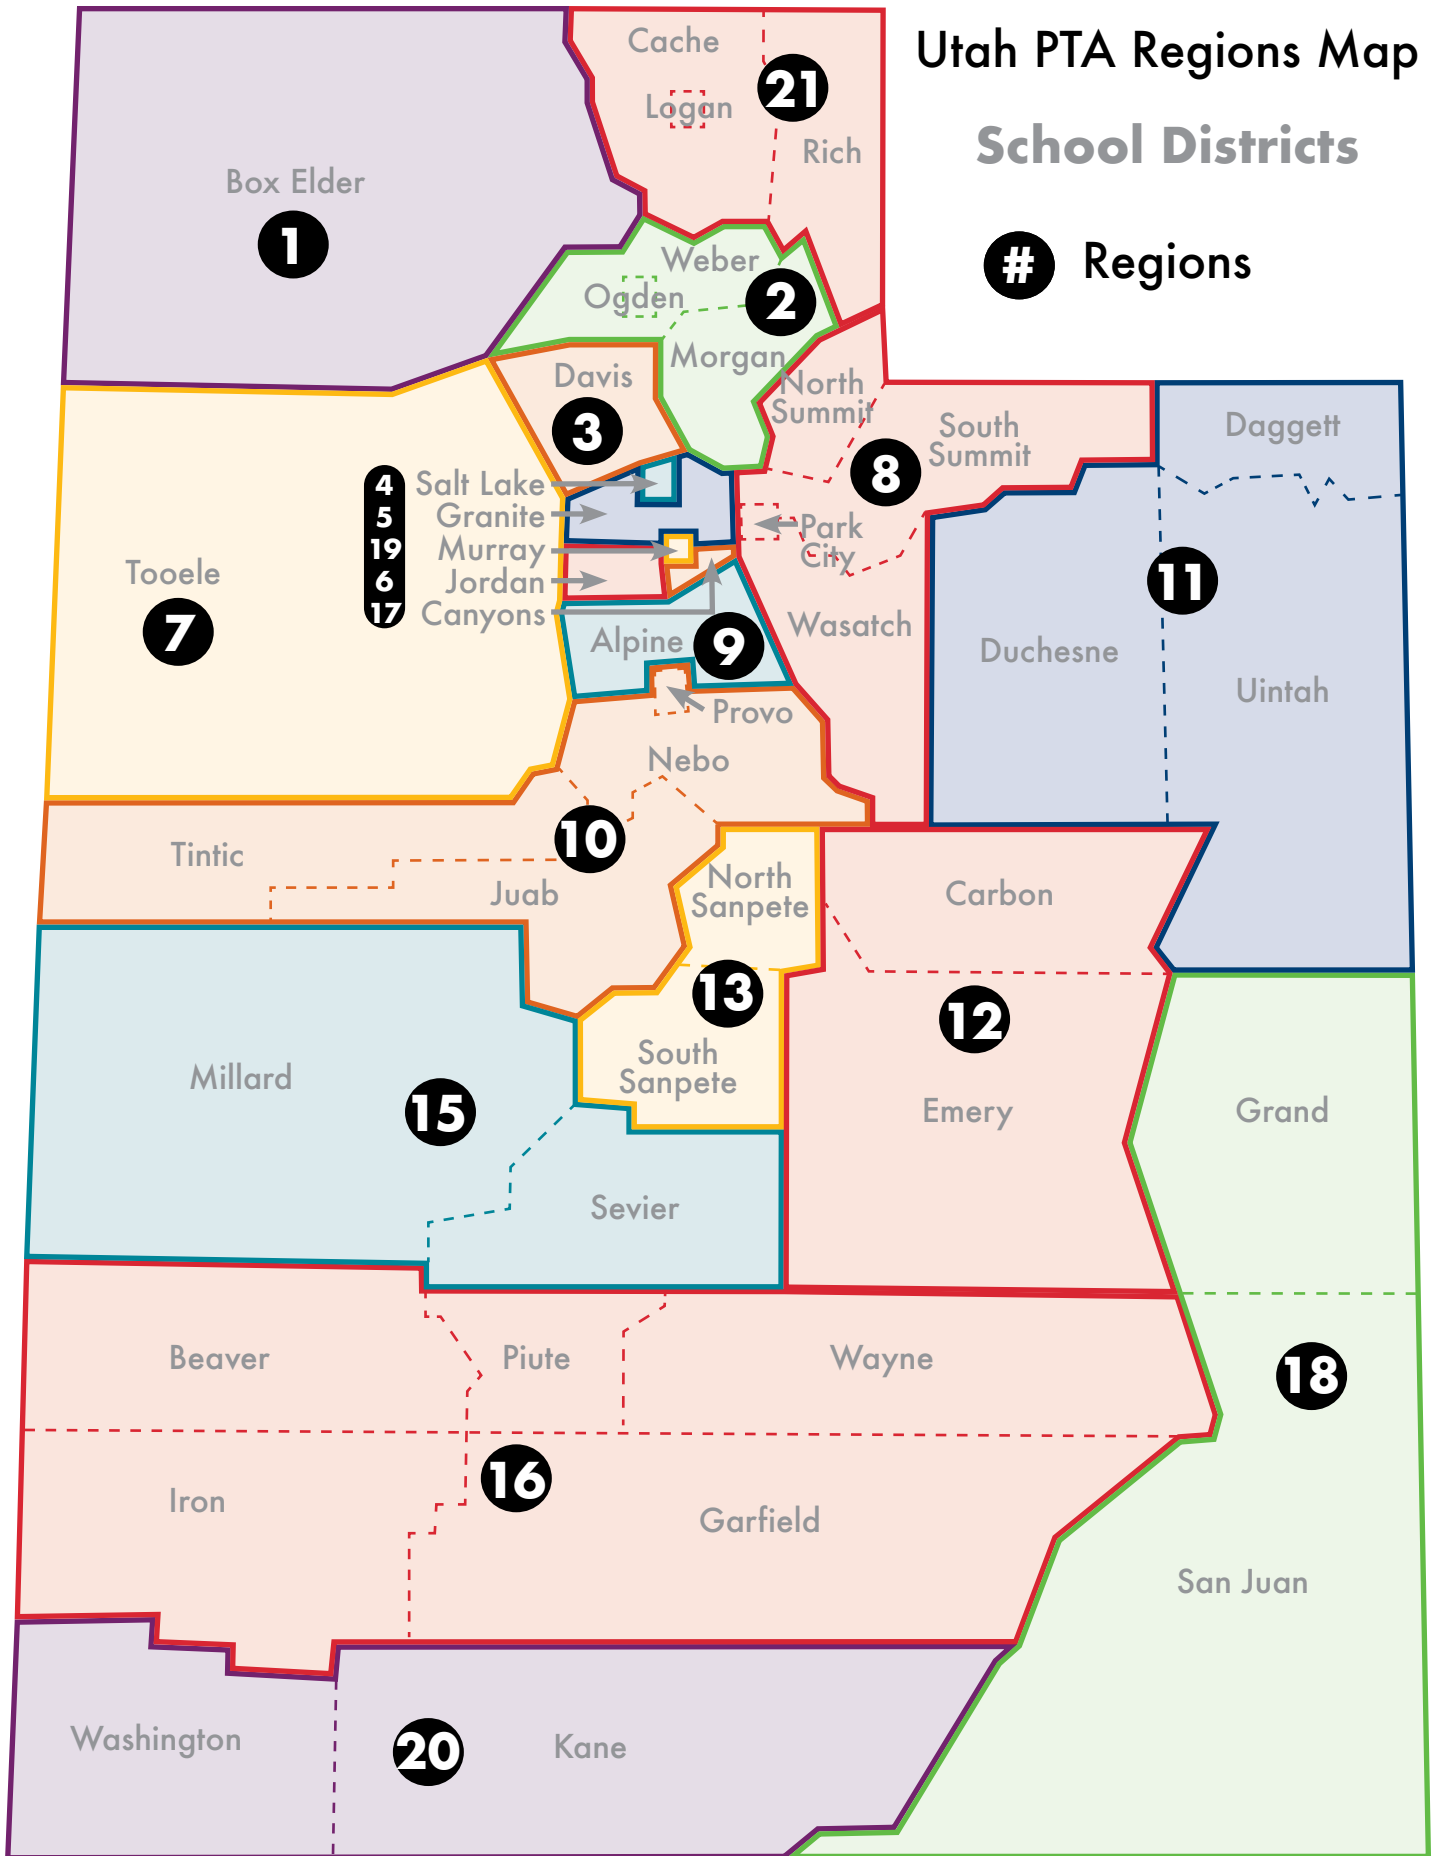 Utah PTA Regions Map
School Districts
# Regions
Cache
21
Logan
Rich
Box Elder
1
Weber
Ogden
2
Morgan
Davis
3
North
Summit
South
Summit
8
Daggett
4 Salt Lake
5 Granite
19 Murray
6 Jordan
17 Canyons
Park
City
Tooele
7
11
Alpine
9
Wasatch
Duchesne
Uintah
Provo
Nebo
10
Tintic
Juab
North
Sanpete
Carbon
13
12
South
Sanpete
Millard
15
Emery
Grand
Sevier
Beaver
Piute
Wayne
18
16
Iron
Garfield
San Juan
Washington
20
Kane